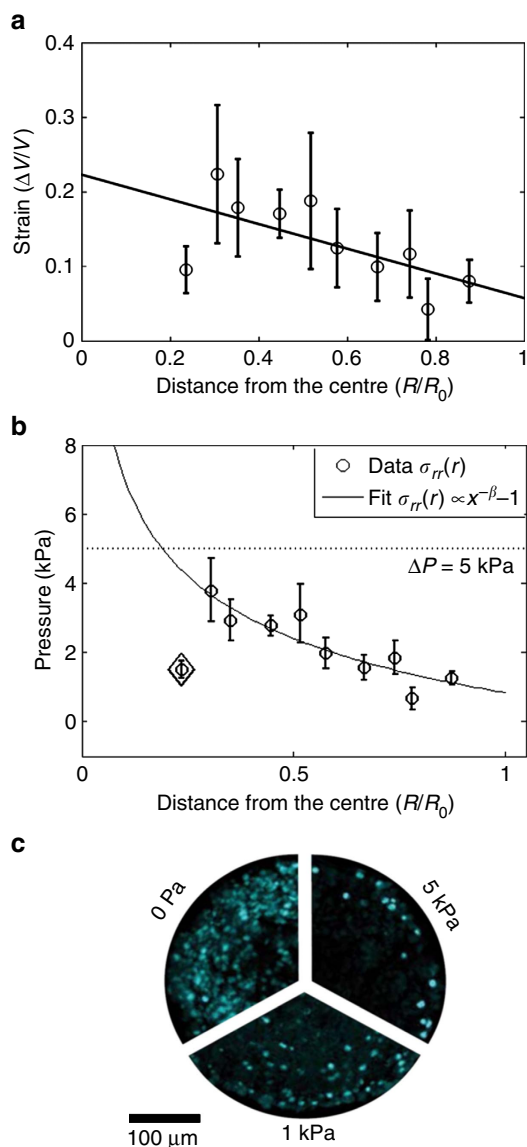 a
0.4
0.3
0.2
0.1
0
Strain (ΔV/V)
0 0.2 0.4 0.6 0.8 1
Distance from the centre (R/R₀)
b
8
6
4
2
0
Pressure (kPa)
Data σᵣᵣ(r)
Fit σᵣᵣ(r) ∝x⁻ᵝ–1
ΔP = 5 kPa
0 0.5 1
Distance from the centre (R/R₀)
c
0 Pa
5 kPa
1 kPa
100 μm